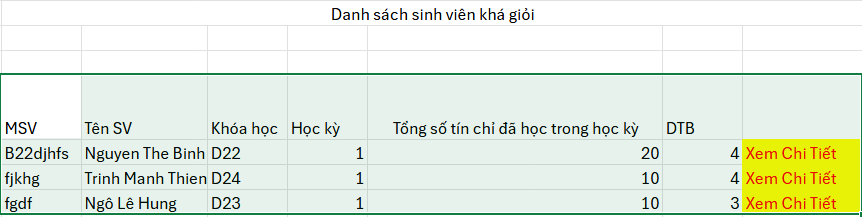 Danh sách sinh viên khá giỏi
MSV Tên SV Khóa học Học kỳ Tổng số tín chỉ đã học trong học kỳ DTB
B22djhfs Nguyen The Binh D22 1 20 4 Xem Chi Tiết
fjkhg Trinh Manh Thien D24 1 10 4 Xem Chi Tiết
fgdf Ngô Lê Hung D23 1 10 3 Xem Chi Tiết